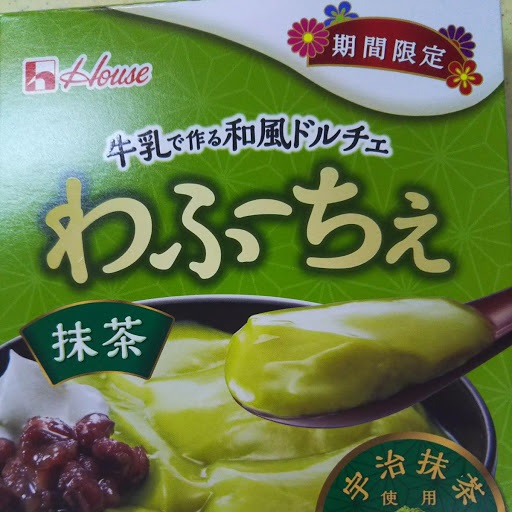 House
期間限定
牛乳で作る和風ドルチェ
わふーちぇ
抹茶
宇治抹茶
使用